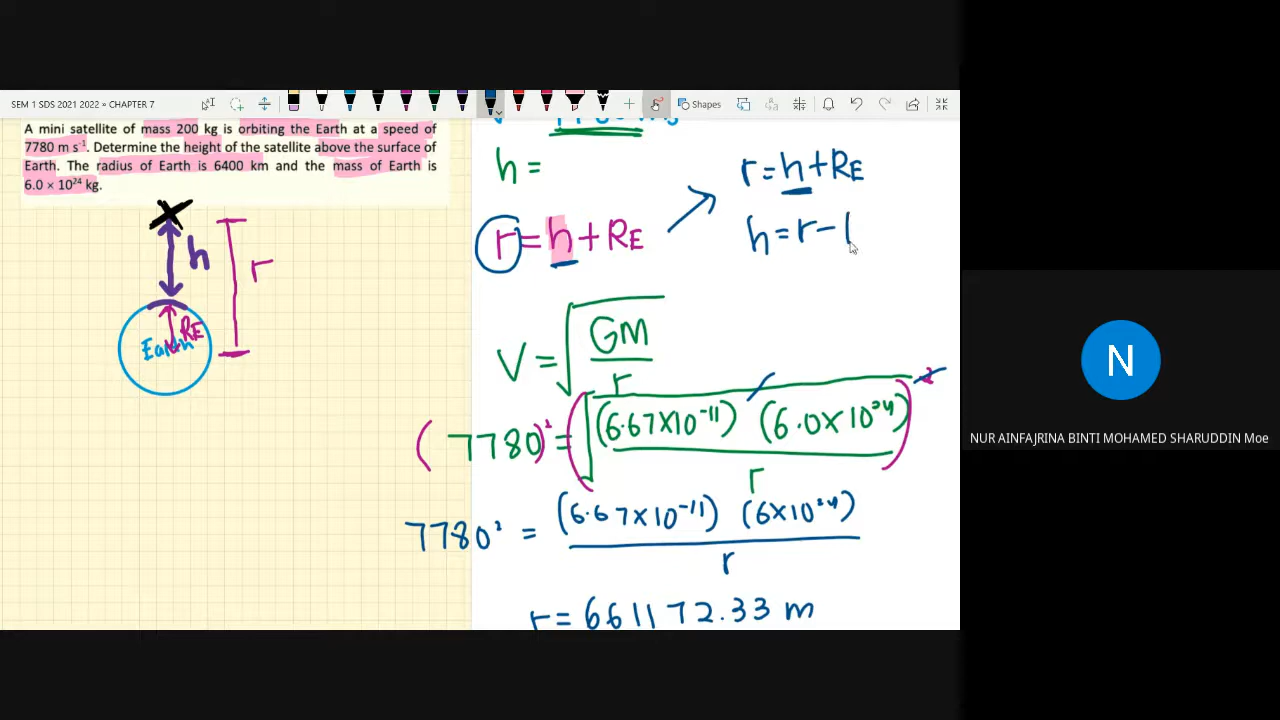 SEM 1 SDS 2021 2022 » CHAPTER 7
Shapes
A mini satellite of mass 200 kg is orbiting the Earth at a speed of
7780 m s⁻¹. Determine the height of the satellite above the surface of
Earth. The radius of Earth is 6400 km and the mass of Earth is
6.0 × 10²⁴ kg.
h
r
RE
Earth
h =
r = h + RE
r = h + RE
h = r −
V = √GM/r
(7780)² = (√(6.67×10⁻¹¹) (6.0×10²⁴)/r)²
7780² = (6.67×10⁻¹¹) (6×10²⁴)/r
r = 661172.33 m
N
NUR AINFAJRINA BINTI MOHAMED SHARUDDIN Moe